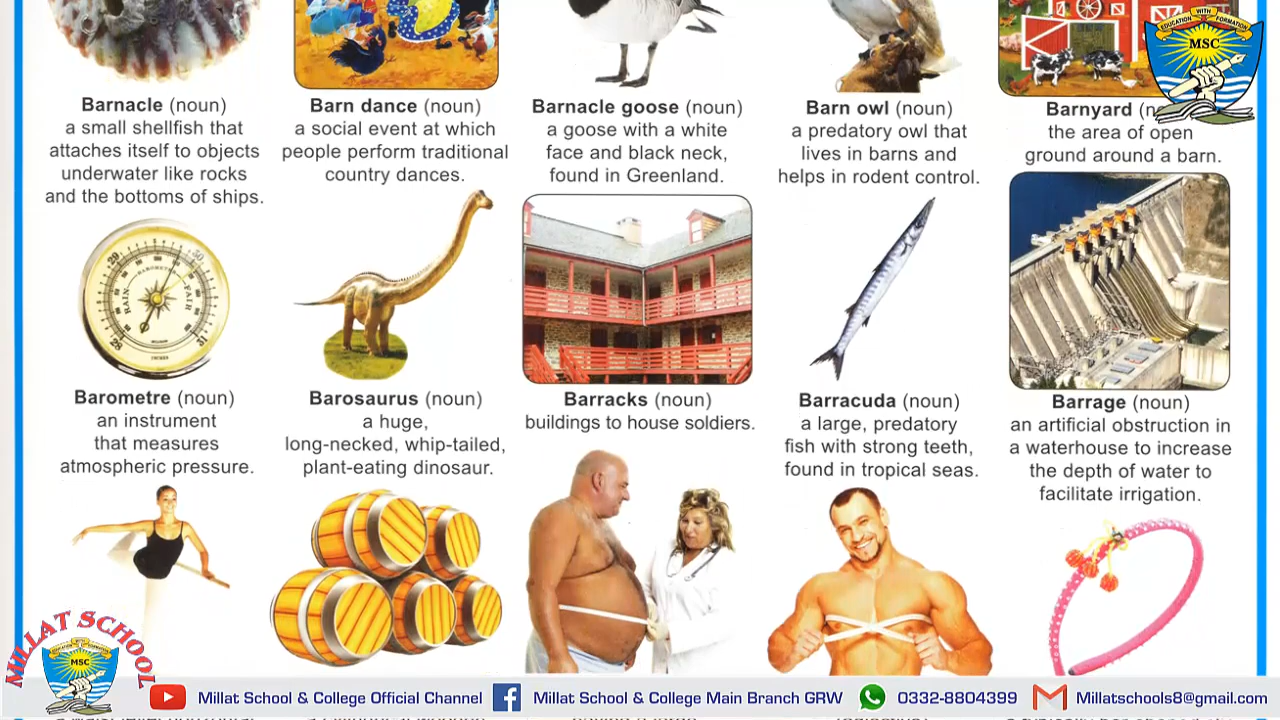 Barnacle (noun)
a small shellfish that
attaches itself to objects
underwater like rocks
and the bottoms of ships.
Barn dance (noun)
a social event at which
people perform traditional
country dances.
Barnacle goose (noun)
a goose with a white
face and black neck,
found in Greenland.
Barn owl (noun)
a predatory owl that
lives in barns and
helps in rodent control.
Barnyard
the area of open
ground around a barn.
EDUCATION WITH FORMATION
MSC
RAIN
BAROMETER
FAIR
28
29
30
31
Barometre (noun)
an instrument
that measures
atmospheric pressure.
Barosaurus (noun)
a huge,
long-necked, whip-tailed,
plant-eating dinosaur.
Barracks (noun)
buildings to house soldiers.
Barracuda (noun)
a large, predatory
fish with strong teeth,
found in tropical seas.
Barrage (noun)
an artificial obstruction in
a waterhouse to increase
the depth of water to
facilitate irrigation.
MILLAT SCHOOL
MSC
Millat School & College Official Channel
Millat School & College Main Branch GRW
0332-8804399
Millatschools8@gmail.com